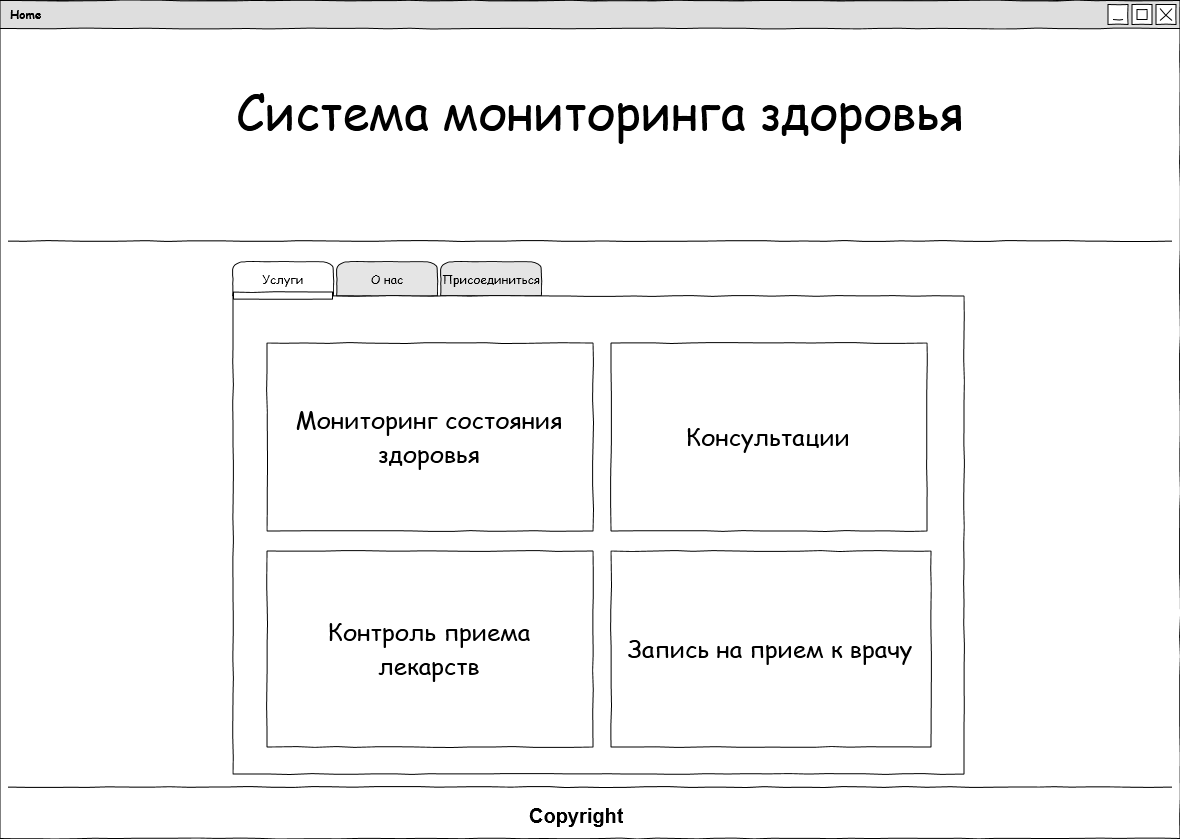 Home
Система мониторинга здоровья
Услуги
О нас
Присоединиться
Мониторинг состояния
здоровья
Консультации
Контроль приема
лекарств
Запись на прием к врачу
Copyright